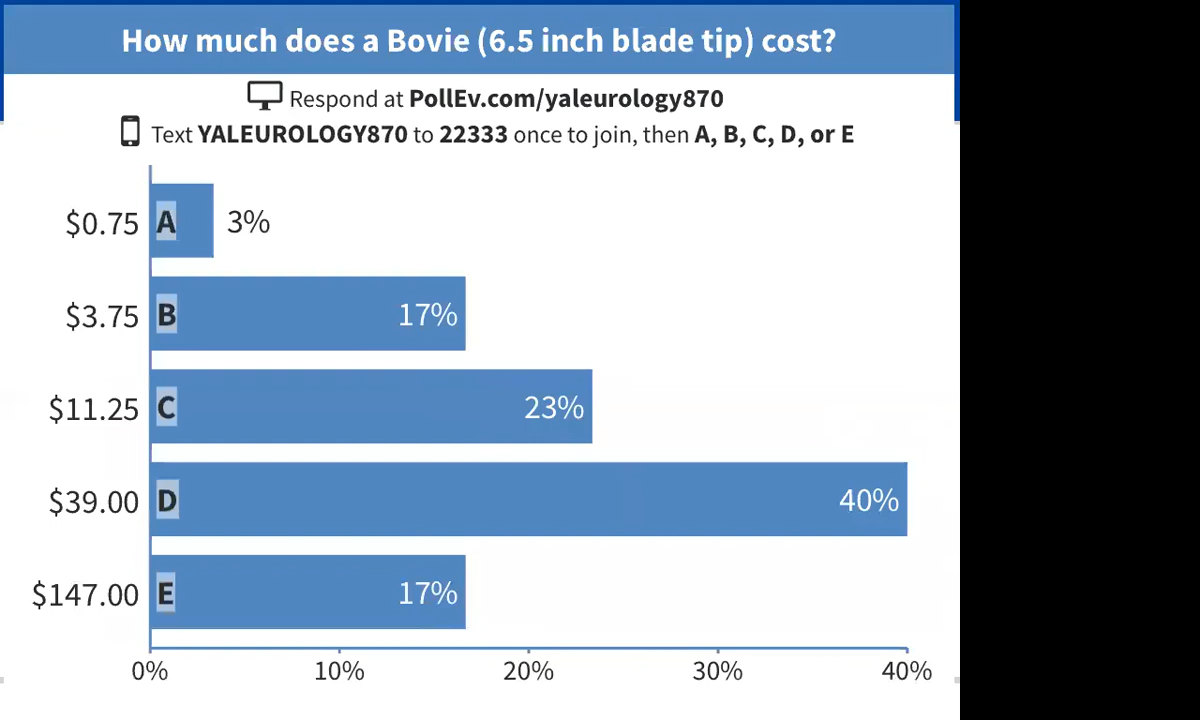 How much does a Bovie (6.5 inch blade tip) cost?
Respond at PollEv.com/yaleurology870
Text YALEUROLOGY870 to 22333 once to join, then A, B, C, D, or E
$0.75 A 3%
$3.75 B 17%
$11.25 C 23%
$39.00 D 40%
$147.00 E 17%
0% 10% 20% 30% 40%